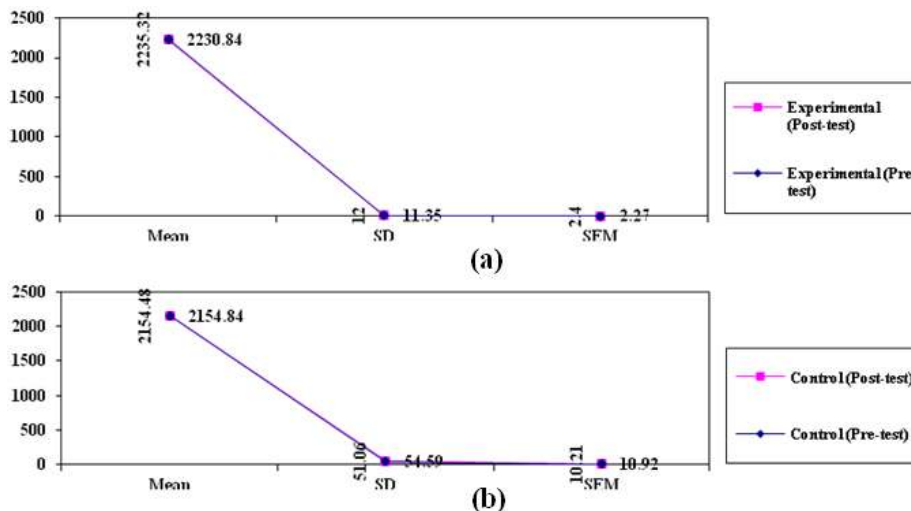 2500
2000
1500
1000
500
0
2235.32
2230.84
12
11.35
2.4
2.27
Mean
SD
SEM
Experimental
(Post-test)
Experimental (Pre-
test)
(a)
2500
2000
1500
1000
500
0
2154.48
2154.84
51.06
54.59
10.21
10.92
Mean
SD
SEM
Control (Post-test)
Control (Pre-test)
(b)